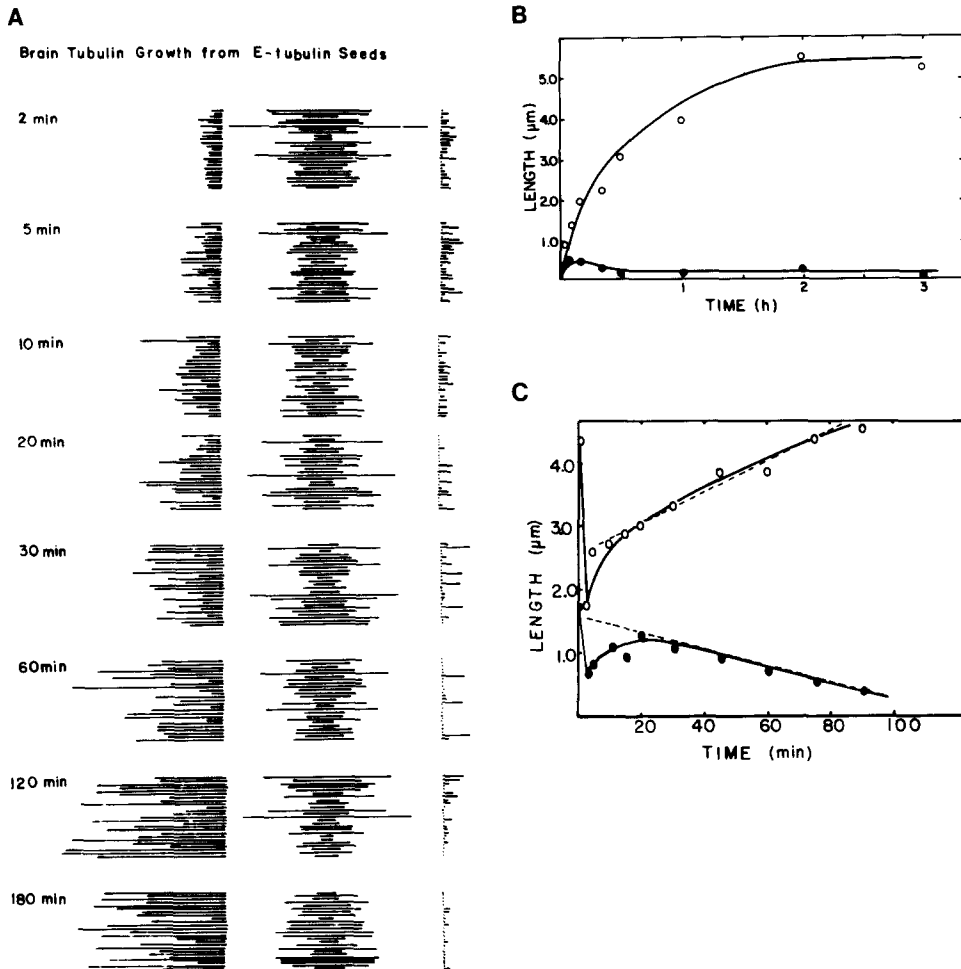 A
Brain Tubulin Growth from E-tubulin Seeds
2 min
5 min
10 min
20 min
30 min
60min
120 min
180 min
B
LENGTH (μm)
5.0
4.0
3.0
2.0
1.0
1
2
3
TIME (h)
C
LENGTH (μm)
4.0
3.0
2.0
1.0
20
40
60
80
100
TIME (min)